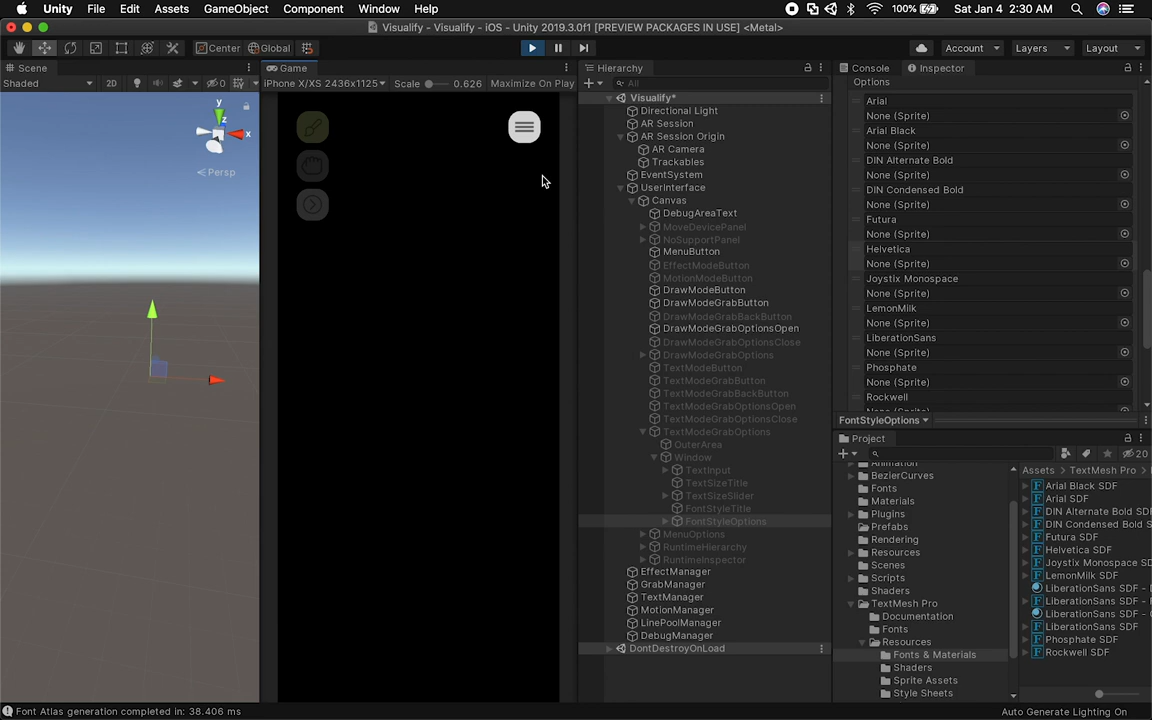 Unity File Edit Assets GameObject Component Window Help 100% Sat Jan 4 2:30 AM
Visualify - Visualify - iOS - Unity 2019.3.0f1 [PREVIEW PACKAGES IN USE] <Metal>
Center Global Account Layers Layout
Scene Game Hierarchy Console Inspector
Shaded 2D 0 iPhone X/XS 2436x1125 Scale 0.626 Maximize On Play All Options
Visualify*
Directional Light
AR Session
AR Session Origin
AR Camera
Trackables
EventSystem
UserInterface
Canvas
DebugAreaText
MoveDevicePanel
NoSupportPanel
MenuButton
EffectModeButton
MotionModeButton
DrawModeButton
DrawModeGrabButton
DrawModeGrabBackButton
DrawModeGrabOptionsOpen
DrawModeGrabOptionsClose
DrawModeGrabOptions
TextModeButton
TextModeGrabButton
TextModeGrabBackButton
TextModeGrabOptionsOpen
TextModeGrabOptionsClose
TextModeGrabOptions
OuterArea
Window
TextInput
TextSizeTitle
TextSizeSlider
FontStyleTitle
FontStyleOptions
MenuOptions
RuntimeHierarchy
RuntimeInspector
EffectManager
GrabManager
TextManager
MotionManager
LinePoolManager
DebugManager
DontDestroyOnLoad
y
z
x
Persp
Arial
None (Sprite)
Arial Black
None (Sprite)
DIN Alternate Bold
None (Sprite)
DIN Condensed Bold
None (Sprite)
Futura
None (Sprite)
Helvetica
None (Sprite)
Joystix Monospace
None (Sprite)
LemonMilk
None (Sprite)
LiberationSans
None (Sprite)
Phosphate
None (Sprite)
Rockwell
FontStyleOptions
Project
20
Animation
BezierCurves
Fonts
Materials
Plugins
Prefabs
Rendering
Resources
Scenes
Scripts
Shaders
TextMesh Pro
Documentation
Fonts
Resources
Fonts & Materials
Shaders
Sprite Assets
Style Sheets
Assets > TextMesh Pro >
Arial Black SDF
Arial SDF
DIN Alternate Bold SDF
DIN Condensed Bold S
Futura SDF
Helvetica SDF
Joystix Monospace SD
LemonMilk SDF
LiberationSans SDF -
LiberationSans SDF -
LiberationSans SDF -
LiberationSans SDF
Phosphate SDF
Rockwell SDF
Font Atlas generation completed in: 38.406 ms Auto Generate Lighting On